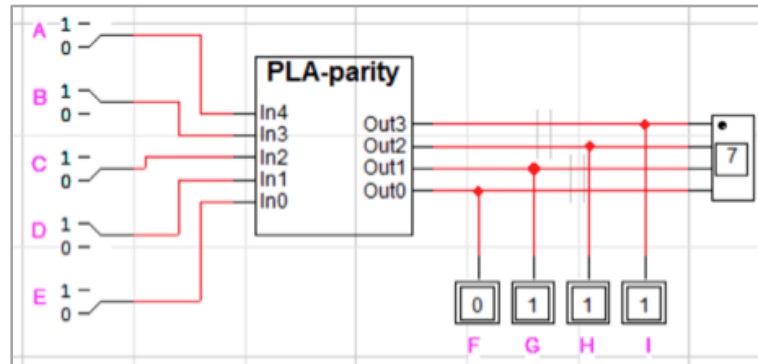 A 1
0
PLA-parity
B 1
0
In4
In3
In2
In1
In0
Out3
Out2
Out1
Out0
7
C 1
0
D 1
0
E 1
0
0 1 1 1
F G H I